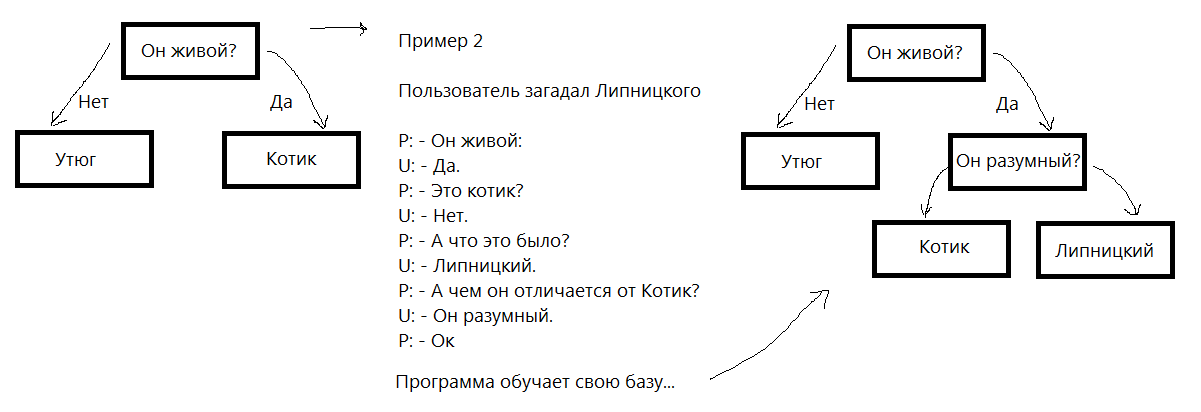 Он живой?
Нет
Да
Утюг
Котик
Пример 2
Пользователь загадал Липницкого
P: - Он живой:
U: - Да.
P: - Это котик?
U: - Нет.
P: - А что это было?
U: - Липницкий.
P: - А чем он отличается от Котик?
U: - Он разумный.
P: - Ок
Программа обучает свою базу...
Он живой?
Нет
Да
Утюг
Он разумный?
Котик
Липницкий